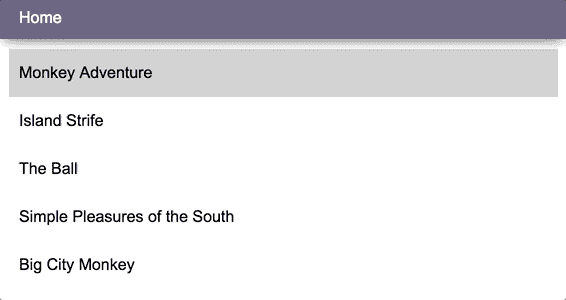 Home
Monkey Adventure
Island Strife
The Ball
Simple Pleasures of the South
Big City Monkey